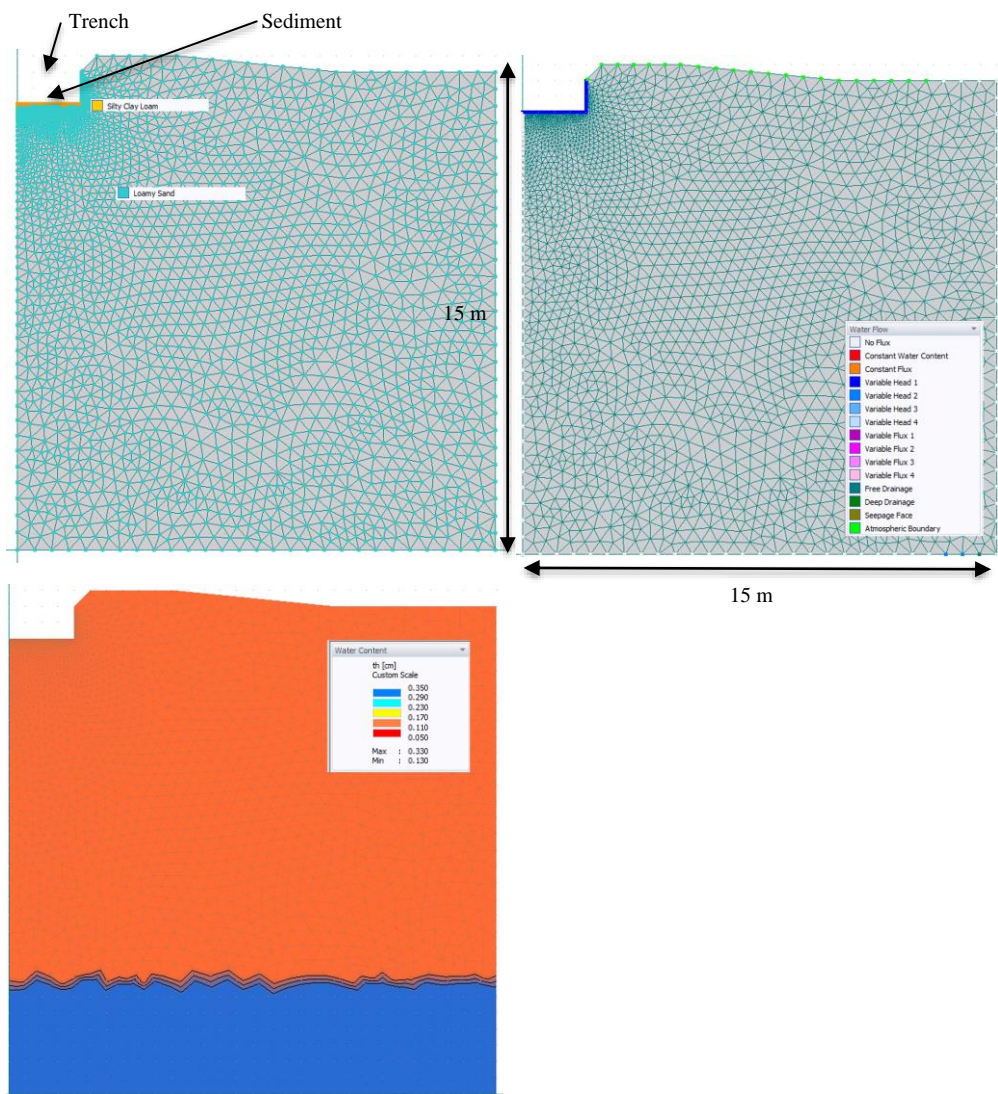 Trench
Sediment
Silty Clay Loam
Loamy Sand
15 m
Water Flow
No Flux
Constant Water Content
Constant Flux
Variable Head 1
Variable Head 2
Variable Head 3
Variable Head 4
Variable Flux 1
Variable Flux 2
Variable Flux 3
Variable Flux 4
Free Drainage
Deep Drainage
Seepage Face
Atmospheric Boundary
15 m
Water Content
th [cm]
Custom Scale
0.350
0.290
0.230
0.170
0.110
0.050
Max : 0.330
Min : 0.130